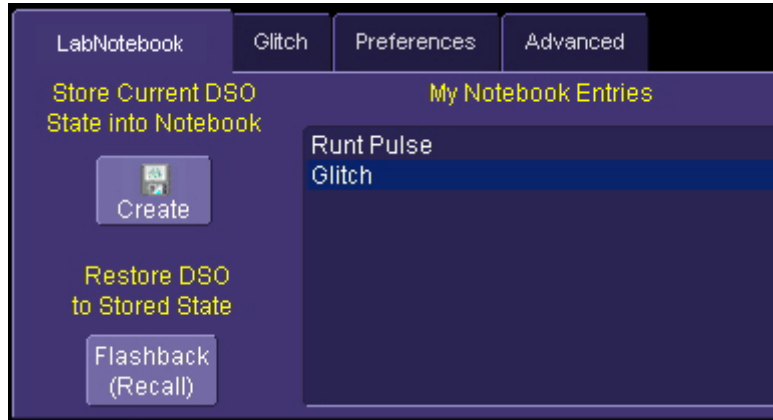 LabNotebook Glitch Preferences Advanced
Store Current DSO
State into Notebook
Create
Restore DSO
to Stored State
Flashback
(Recall)
My Notebook Entries
Runt Pulse
Glitch